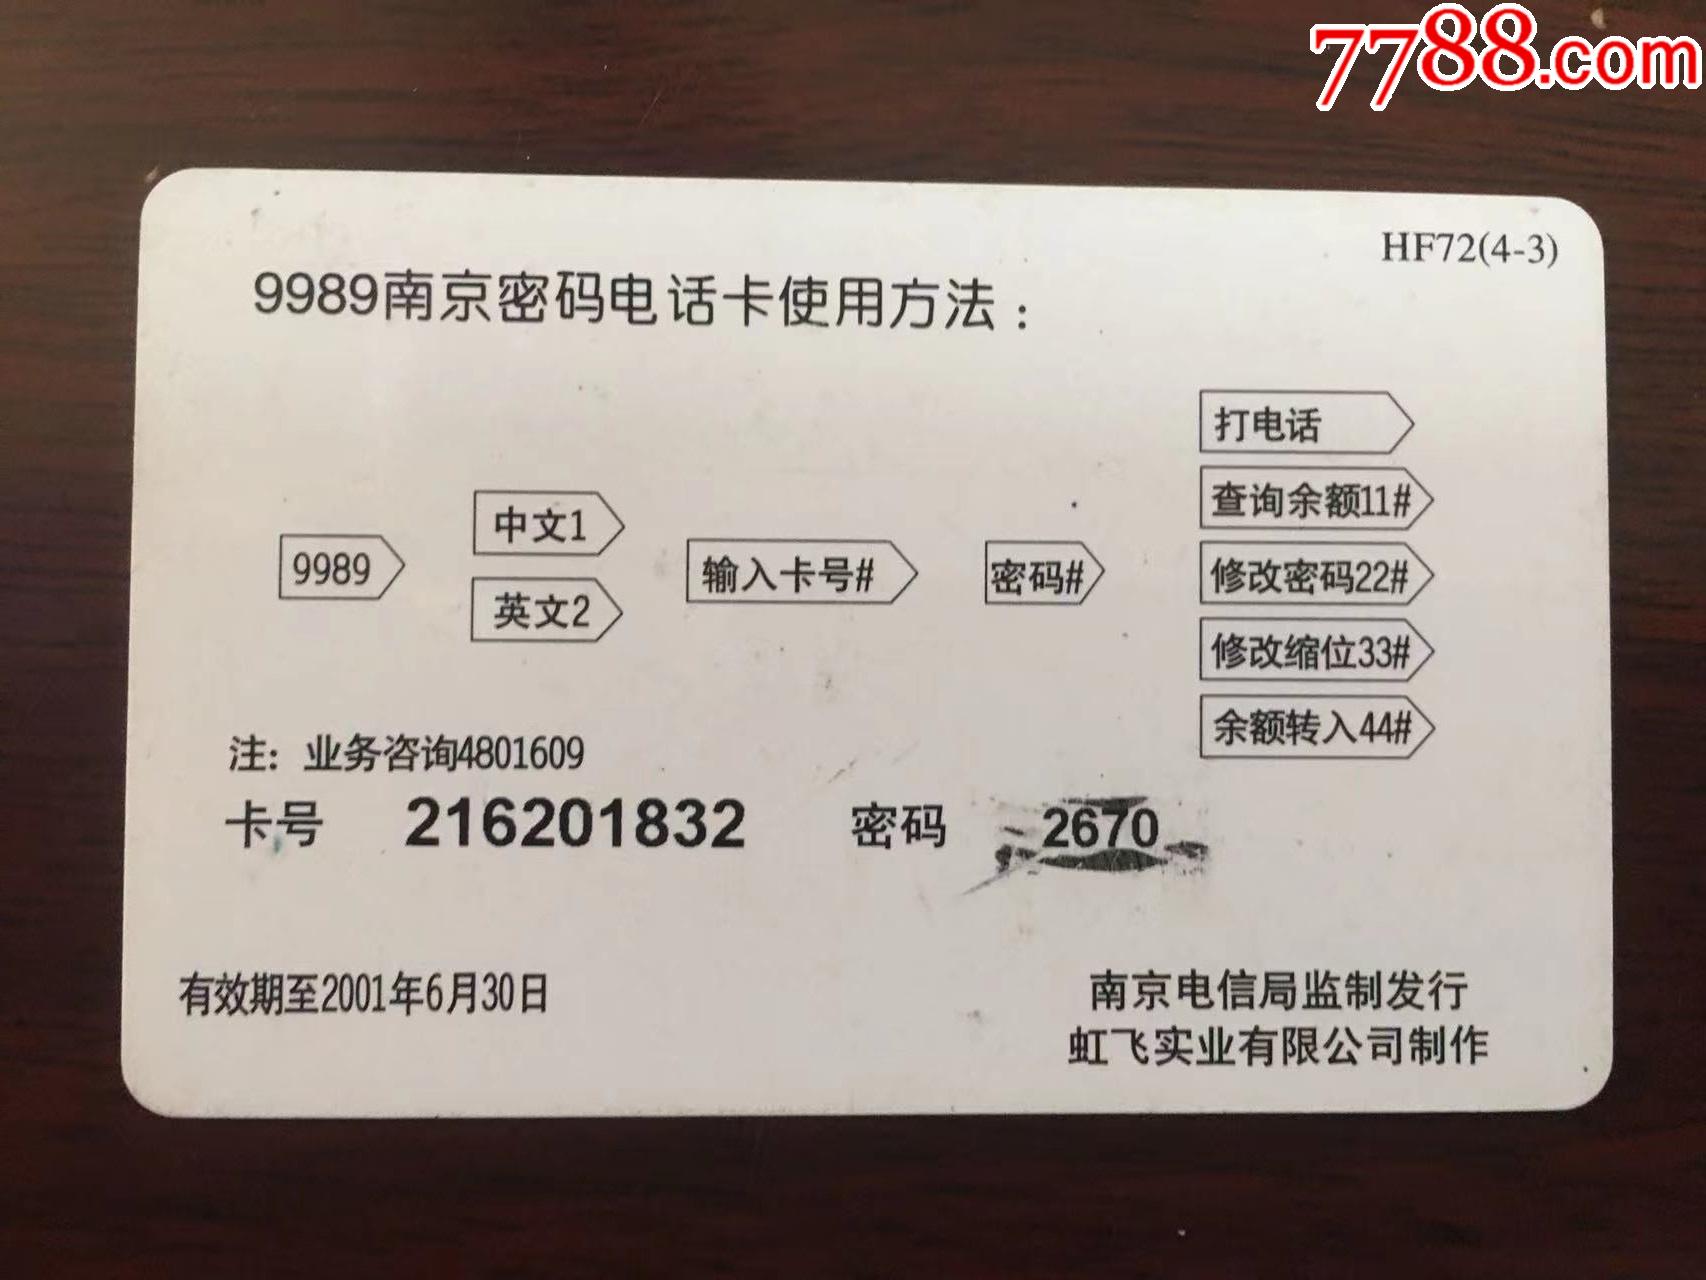 7788.com
HF72(4-3)
9989南京密码电话卡使用方法：
9989
中文1
英文2
输入卡号#
密码#
打电话
查询余额11#
修改密码22#
修改缩位33#
余额转入44#
注：业务咨询4801609
卡号 216201832 密码 2670
有效期至2001年6月30日
南京电信局监制发行
虹飞实业有限公司制作